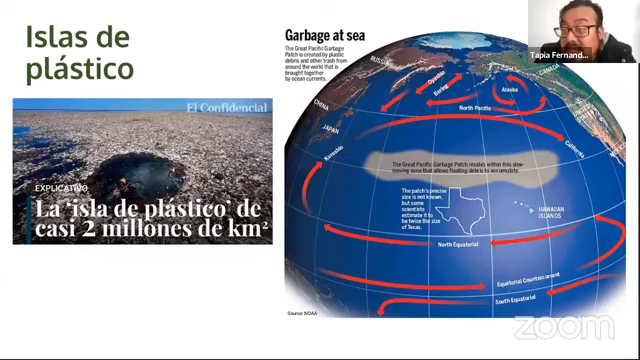 Islas de
plástico
El Confidencial
EXPLICATIVO
La ‘isla de plástico’ de
casi 2 millones de km²
Garbage at sea
The Great Pacific Garbage
Patch is created by plastic
debris and other trash from
around the world that is
brought together
by ocean currents.
RUSSIA
CHINA
JAPAN
Oyashio
Bering
Alaska
CANADA
UNITED
North Pacific
Kuroshio
California
The Great Pacific Garbage Patch resides within this slow-
moving zone that allows floating debris to accumulate.
The patch's precise
size is not known,
but some
scientists
estimate it to
be twice the size
of Texas.
HAWAIIAN
ISLANDS
North Equatorial
Equatorial Countercurrent
South Equatorial
Source: NOAA
Tapia Fernand...
zoom